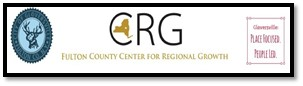 CRG
FULTON COUNTY CENTER FOR REGIONAL GROWTH
Gloversville
PLACE FOCUSED.
PEOPLE LED.